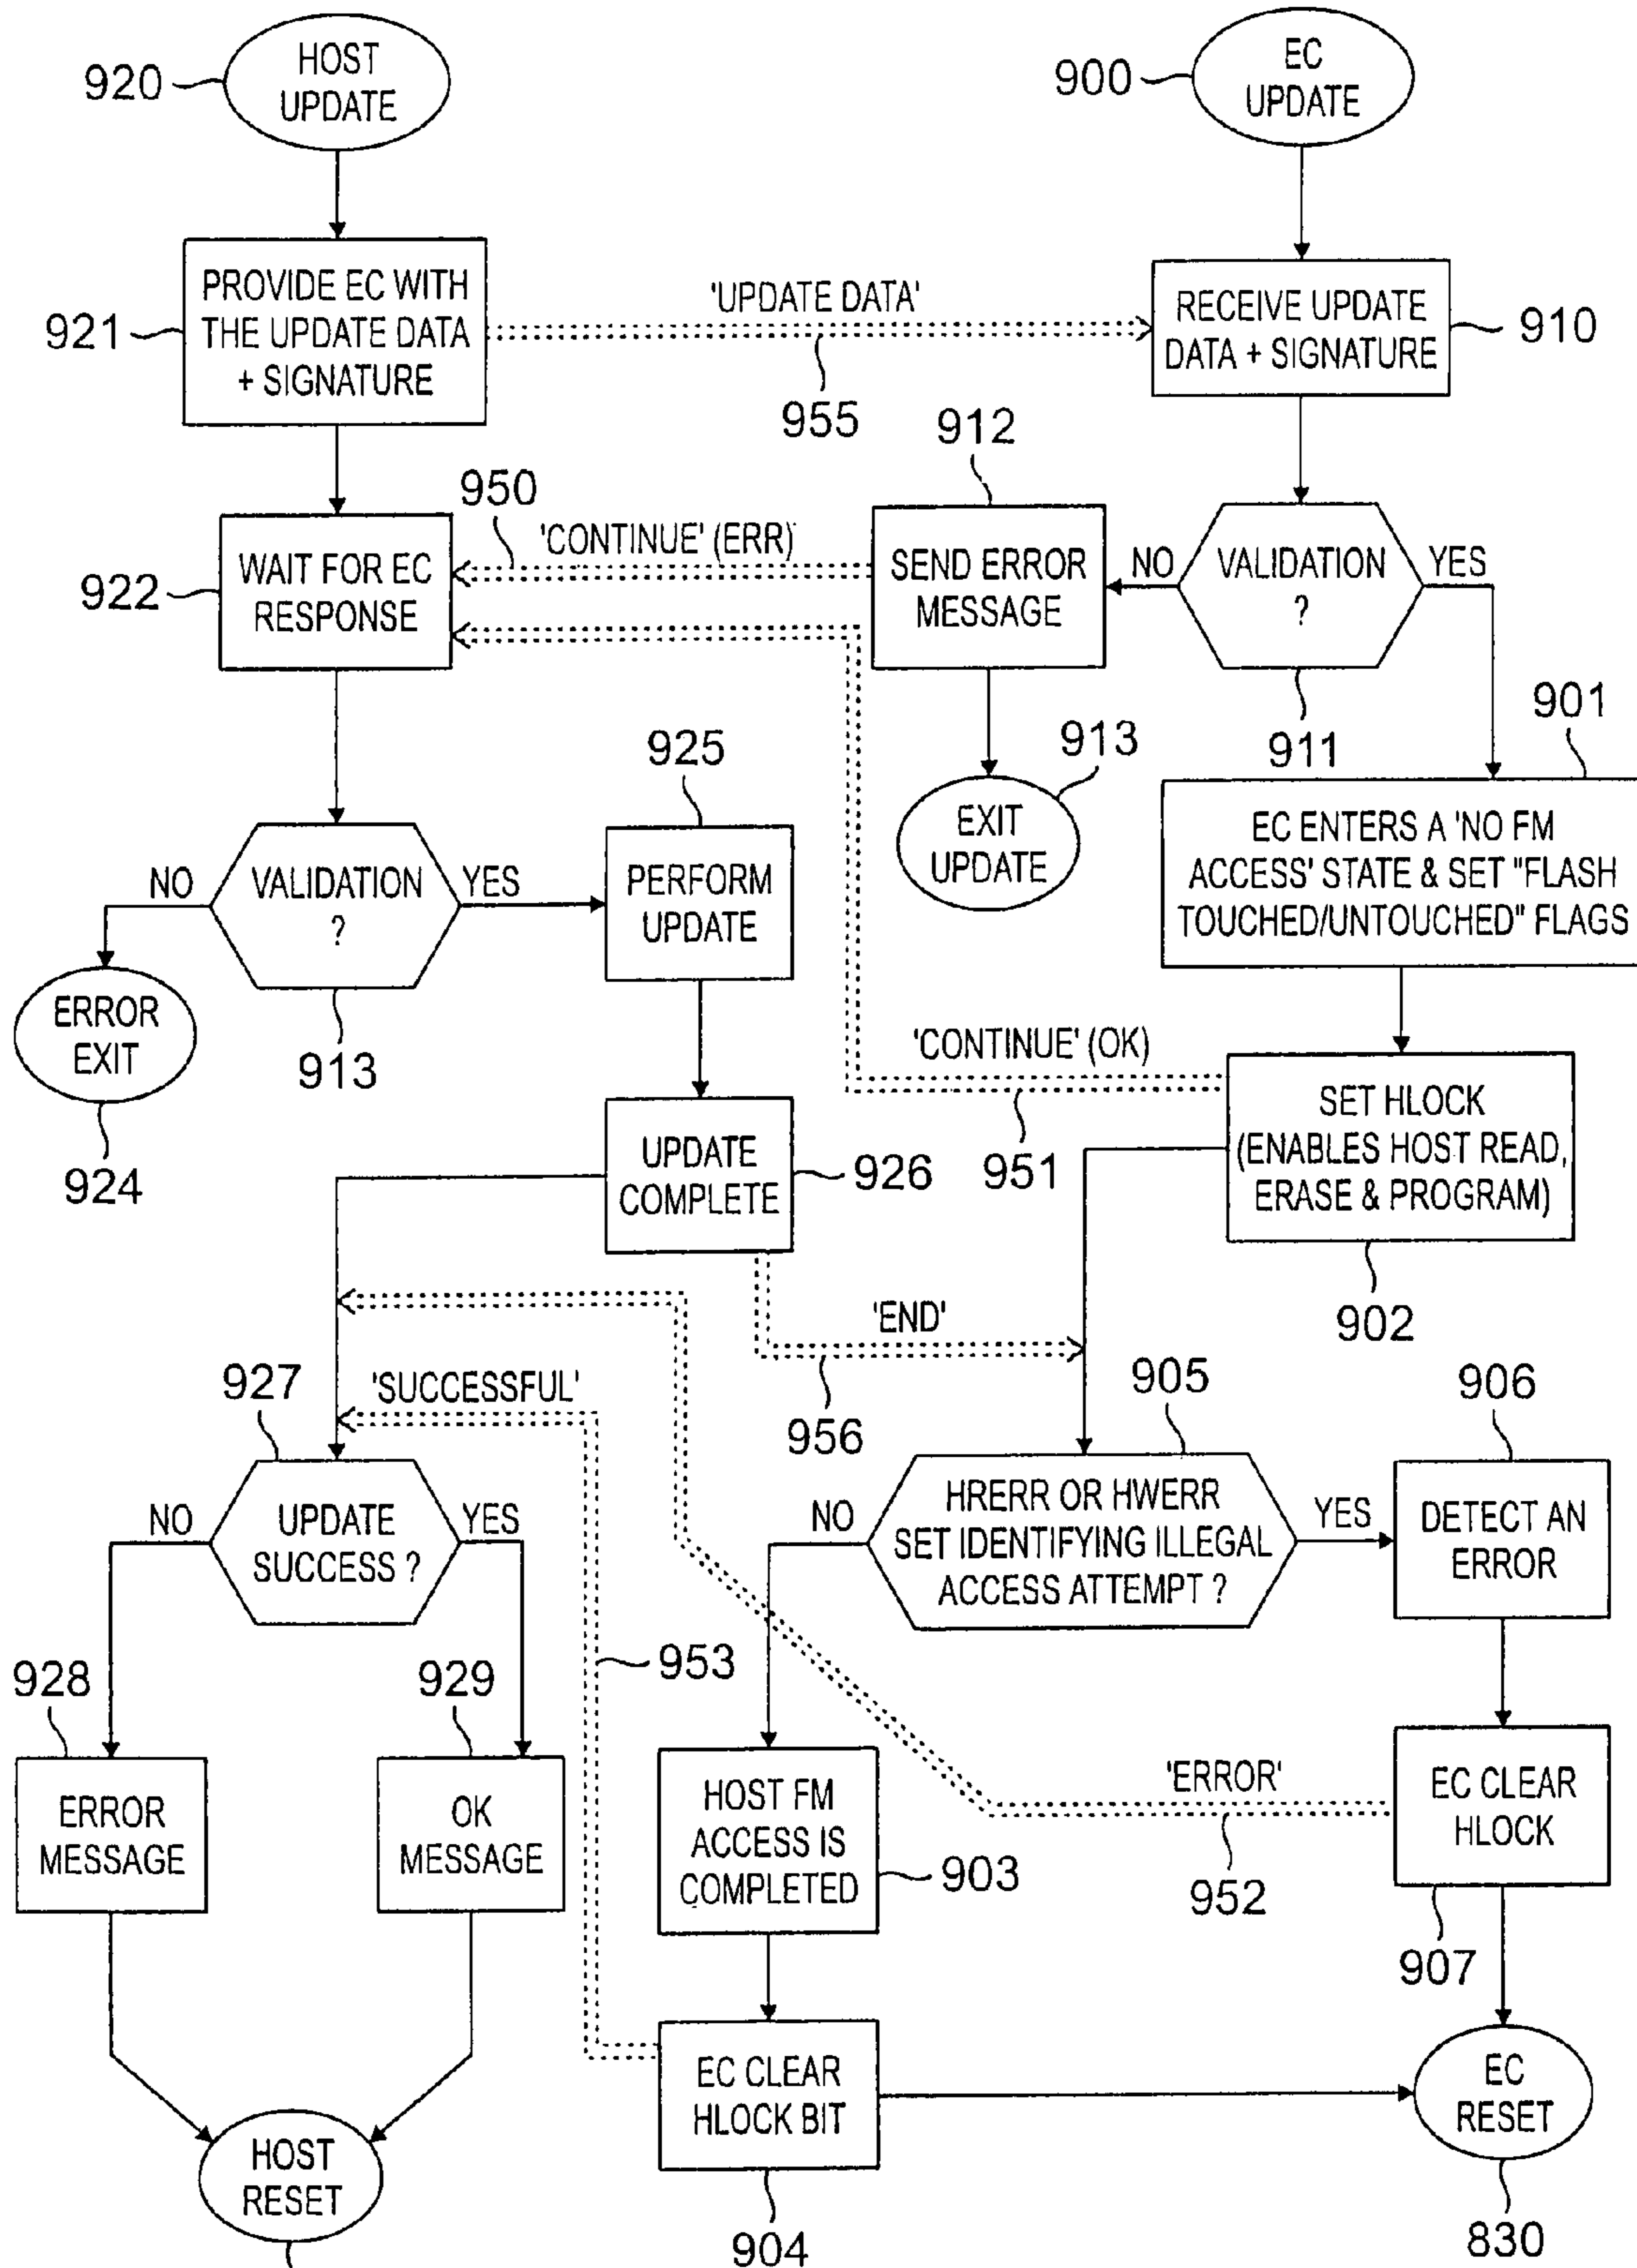 920
HOST
UPDATE
900
EC
UPDATE
921
PROVIDE EC WITH
THE UPDATE DATA
+ SIGNATURE
'UPDATE DATA'
955
RECEIVE UPDATE
DATA + SIGNATURE
910
912
950
'CONTINUE' (ERR)
922
WAIT FOR EC
RESPONSE
SEND ERROR
MESSAGE
NO
VALIDATION
?
YES
911
901
925
913
EXIT
UPDATE
EC ENTERS A 'NO FM
ACCESS' STATE & SET "FLASH
TOUCHED/UNTOUCHED" FLAGS
NO
VALIDATION
?
YES
PERFORM
UPDATE
ERROR
EXIT
913
924
'CONTINUE' (OK)
951
SET HLOCK
(ENABLES HOST READ,
ERASE & PROGRAM)
902
UPDATE
COMPLETE
926
'END'
956
927
'SUCCESSFUL'
905
906
NO
UPDATE
SUCCESS ?
YES
NO
HRERR OR HWERR
SET IDENTIFYING ILLEGAL
ACCESS ATTEMPT ?
YES
DETECT AN
ERROR
953
928
929
ERROR
MESSAGE
OK
MESSAGE
HOST FM
ACCESS IS
COMPLETED
903
'ERROR'
952
EC CLEAR
HLOCK
907
HOST
RESET
EC CLEAR
HLOCK BIT
904
EC
RESET
830